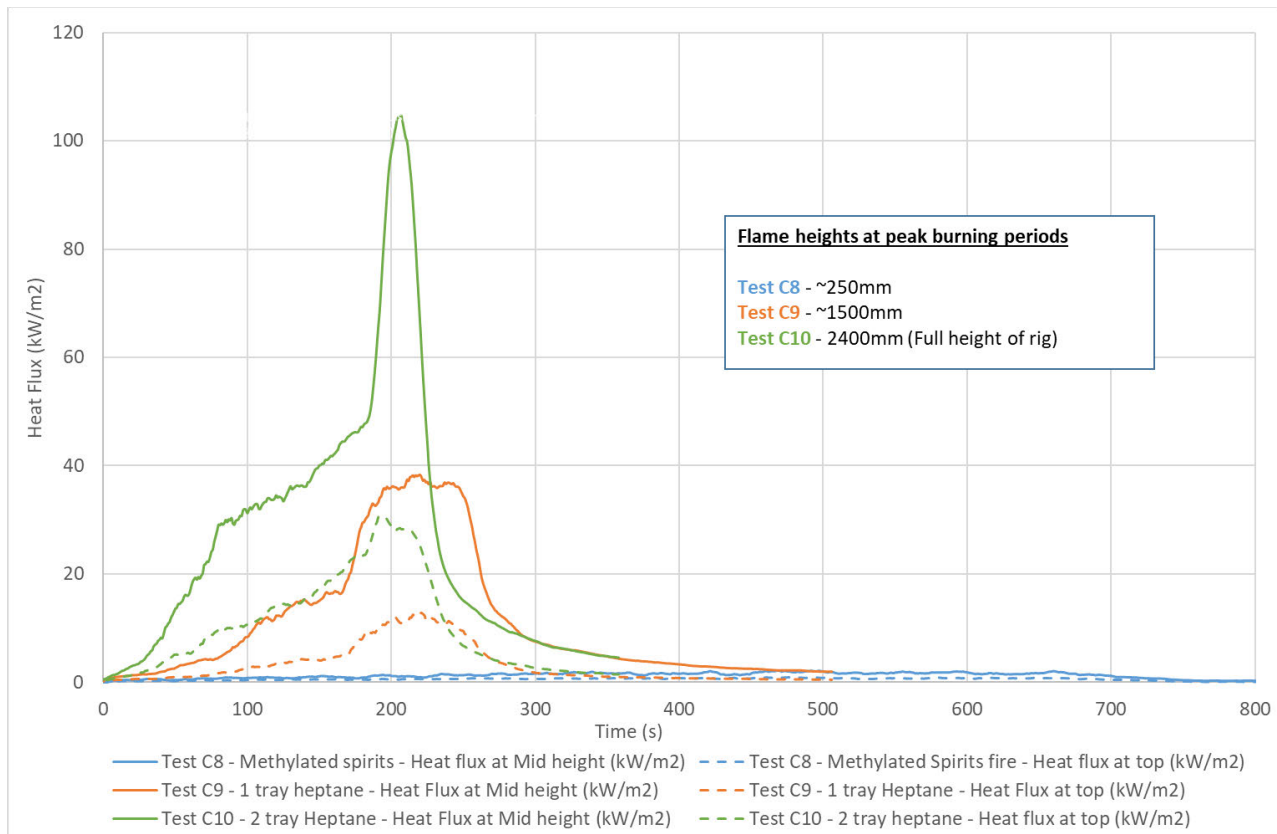 120
100
80
60
40
20
0
Heat Flux (kW/m2)
Flame heights at peak burning periods
Test C8 - ~250mm
Test C9 - ~1500mm
Test C10 - 2400mm (Full height of rig)
0 100 200 300 400 500 600 700 800
Time (s)
Test C8 - Methylated spirits - Heat flux at Mid height (kW/m2)
Test C8 - Methylated Spirits fire - Heat flux at top (kW/m2)
Test C9 - 1 tray heptane - Heat Flux at Mid height (kW/m2)
Test C9 - 1 tray Heptane - Heat Flux at top (kW/m2)
Test C10 - 2 tray Heptane - Heat Flux at Mid height (kW/m2)
Test C10 - 2 tray heptane - Heat Flux at top (kW/m2)